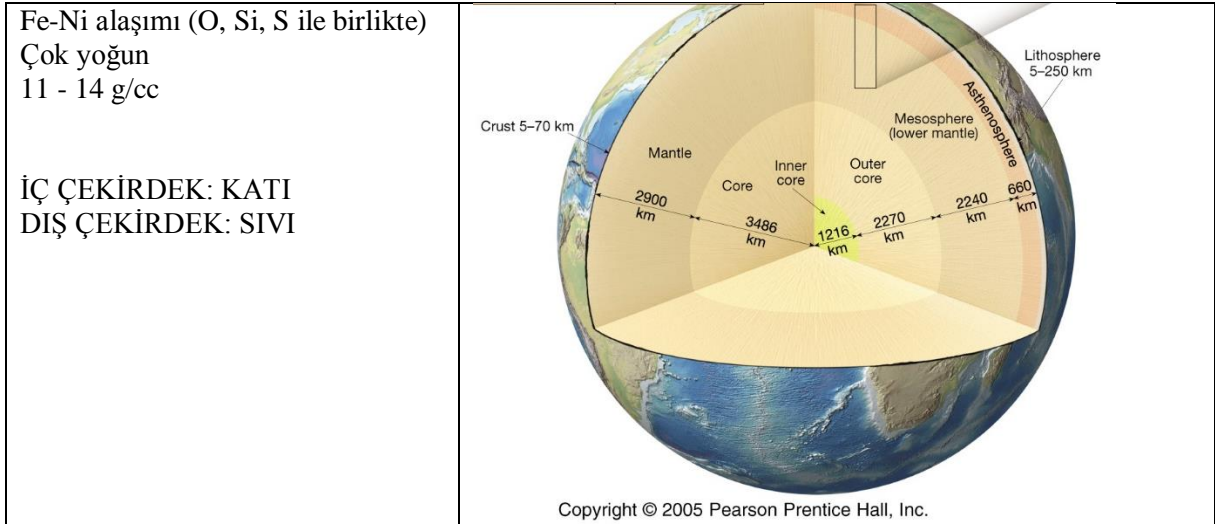 Fe-Ni alaşımı (O, Si, S ile birlikte)
Çok yoğun
11 - 14 g/cc
İÇ ÇEKİRDEK: KATI
DIŞ ÇEKİRDEK: SIVI
Lithosphere
5–250 km
Crust 5–70 km
Asthenosphere
Mesosphere
(lower mantle)
Mantle
Inner
core
Outer
core
Core
2900
km
3486
km
1216
km
2270
km
2240
km
660
km
Copyright © 2005 Pearson Prentice Hall, Inc.